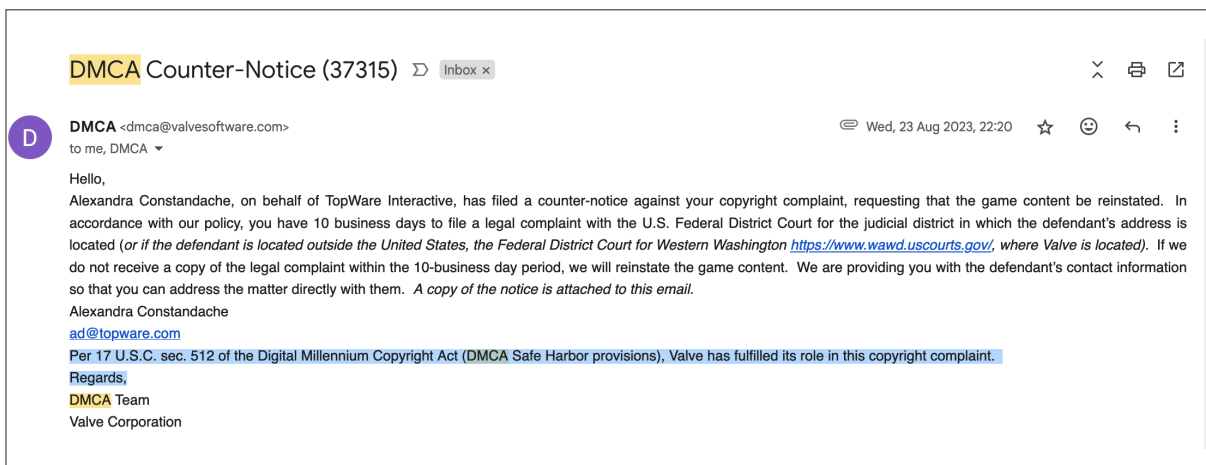 DMCA Counter-Notice (37315) Inbox ×
D
DMCA <dmca@valvesoftware.com> Wed, 23 Aug 2023, 22:20
to me, DMCA
Hello,
Alexandra Constandache, on behalf of TopWare Interactive, has filed a counter-notice against your copyright complaint, requesting that the game content be reinstated. In
accordance with our policy, you have 10 business days to file a legal complaint with the U.S. Federal District Court for the judicial district in which the defendant's address is
located (or if the defendant is located outside the United States, the Federal District Court for Western Washington https://www.wawd.uscourts.gov/, where Valve is located). If we
do not receive a copy of the legal complaint within the 10-business day period, we will reinstate the game content. We are providing you with the defendant's contact information
so that you can address the matter directly with them. A copy of the notice is attached to this email.
Alexandra Constandache
ad@topware.com
Per 17 U.S.C. sec. 512 of the Digital Millennium Copyright Act (DMCA Safe Harbor provisions), Valve has fulfilled its role in this copyright complaint.
Regards,
DMCA Team
Valve Corporation